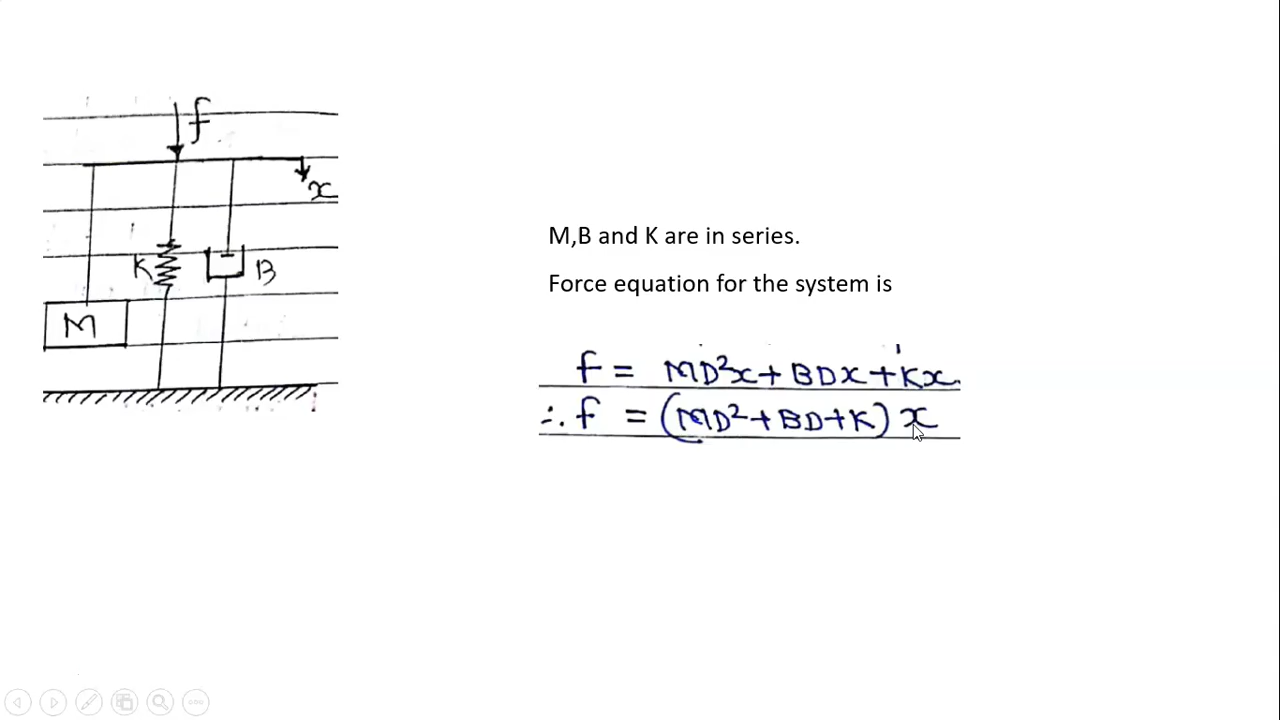 f
x
K
B
M
M,B and K are in series.
Force equation for the system is
f = MD²x + BDx + Kx.
∴ f = (MD² + BD + K) x